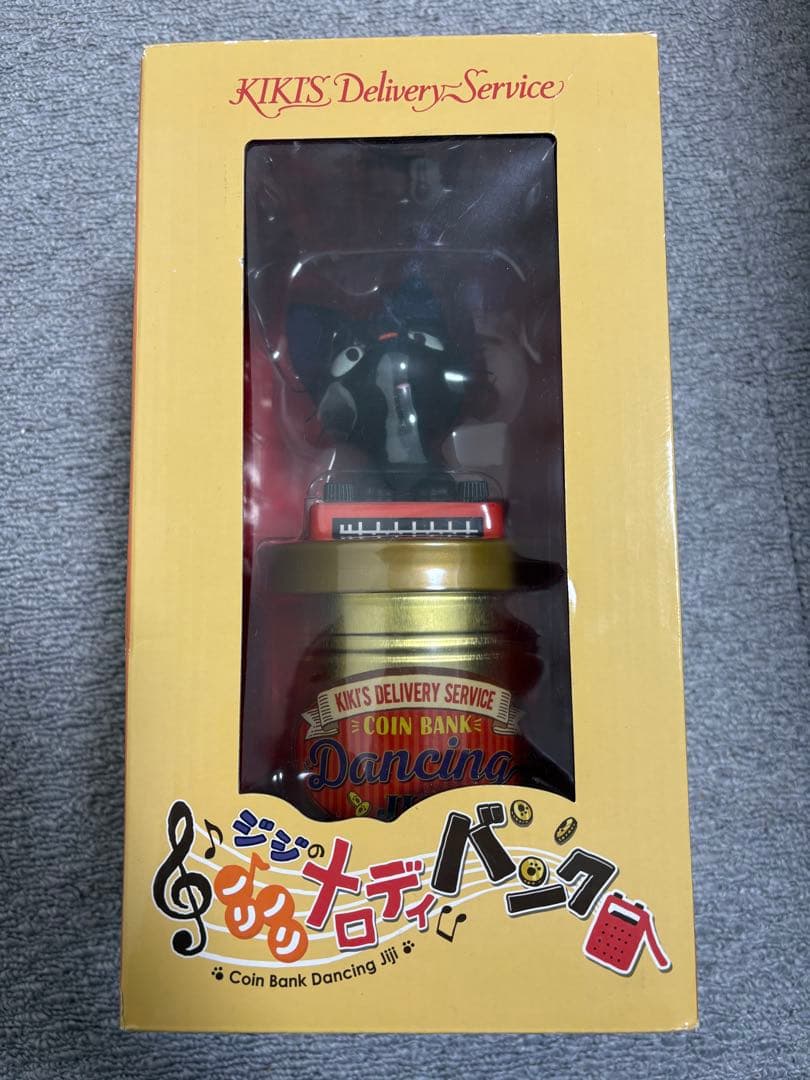 KIKI'S Delivery Service
KIKI'S DELIVERY SERVICE
COIN BANK
Dancing
ジジの
ノリノリ
メロディバンク
Coin Bank Dancing Jiji